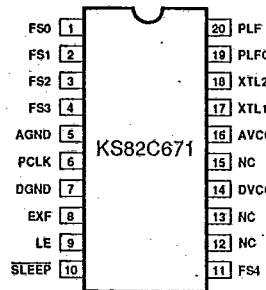 FS0 1 20 PLF
FS1 2 19 PLFC
FS2 3 18 XTL2
FS3 4 17 XTL1
AGND 5 16 AVCC
PCLK 6 KS82C671 15 NC
DGND 7 14 DVCC
EXF 8 13 NC
LE 9 12 NC
SLEEP 10 11 FS4